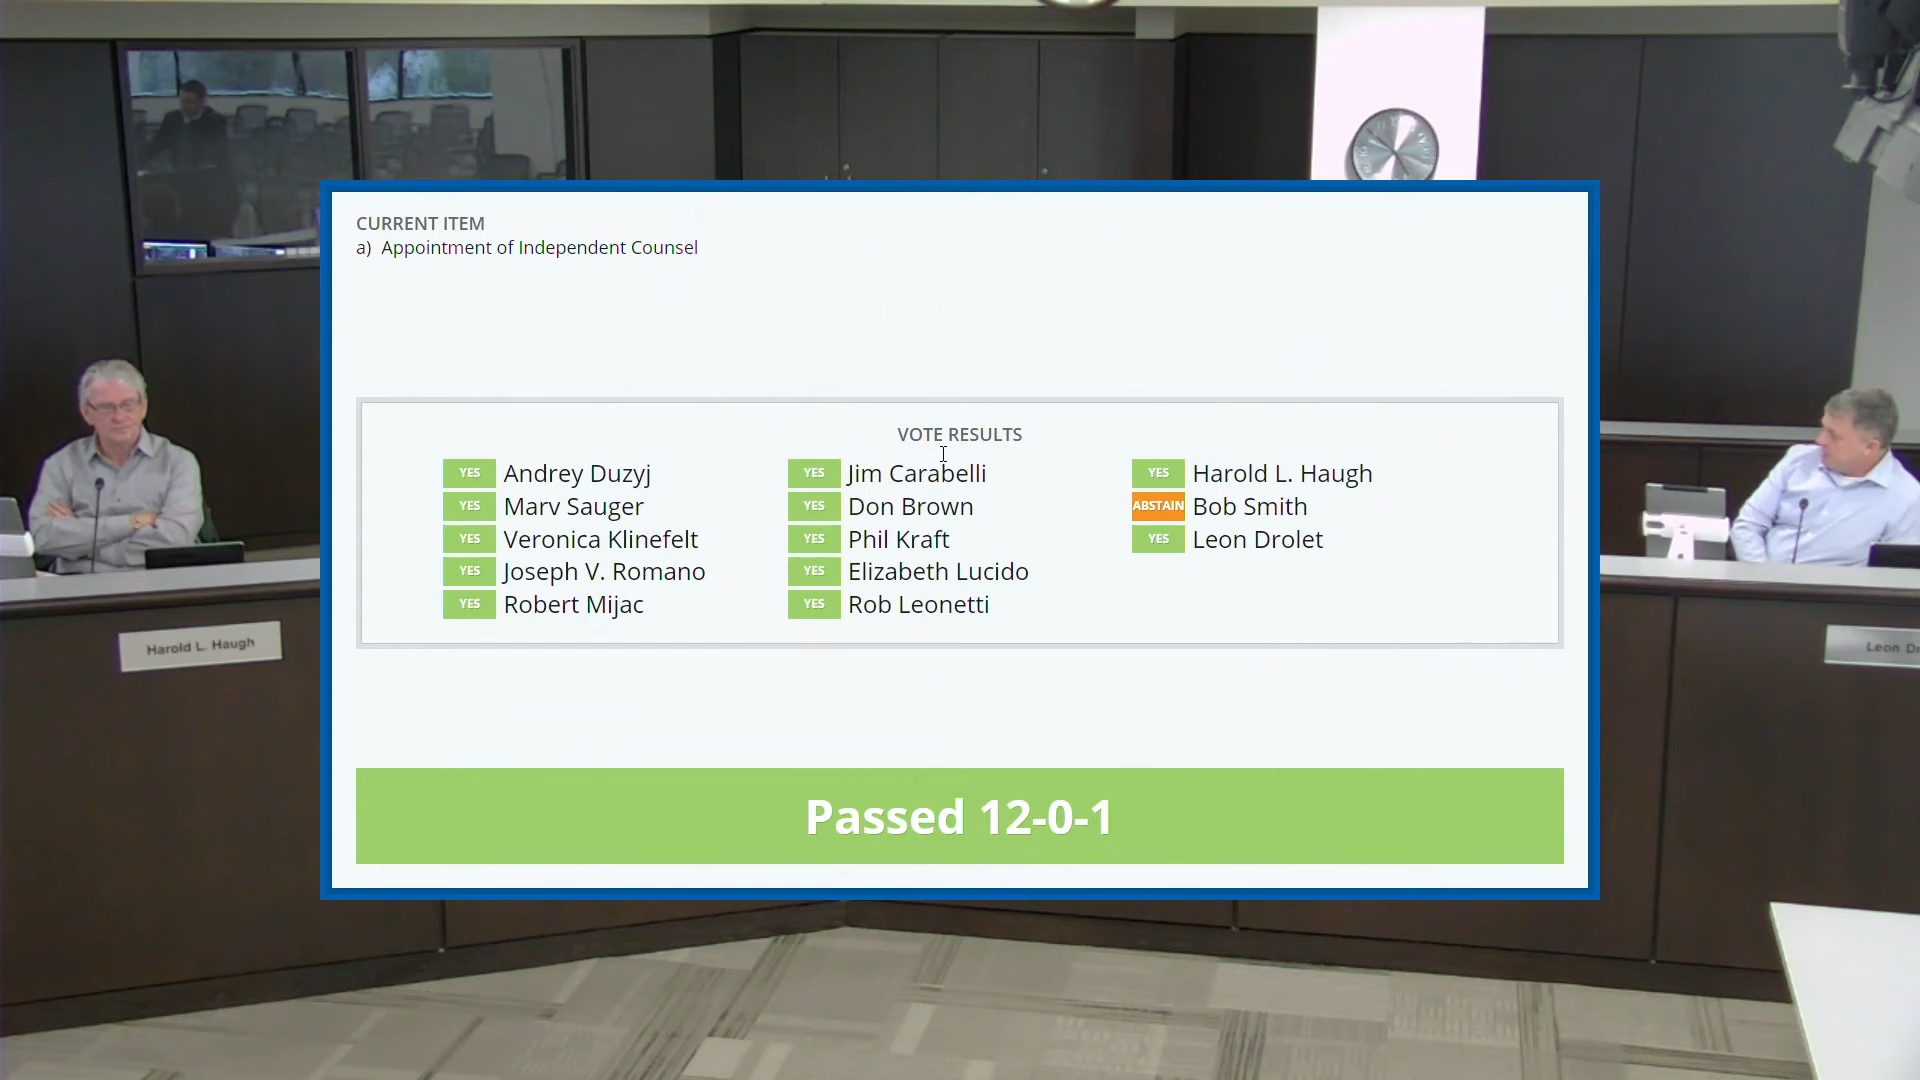 CURRENT ITEM
a) Appointment of Independent Counsel
VOTE RESULTS
YES Andrey Duzyj
YES Marv Sauger
YES Veronica Klinefelt
YES Joseph V. Romano
YES Robert Mijac
YES Jim Carabelli
YES Don Brown
YES Phil Kraft
YES Elizabeth Lucido
YES Rob Leonetti
YES Harold L. Haugh
ABSTAIN Bob Smith
YES Leon Drolet
Passed 12-0-1
Harold L. Haugh
Leon Dr